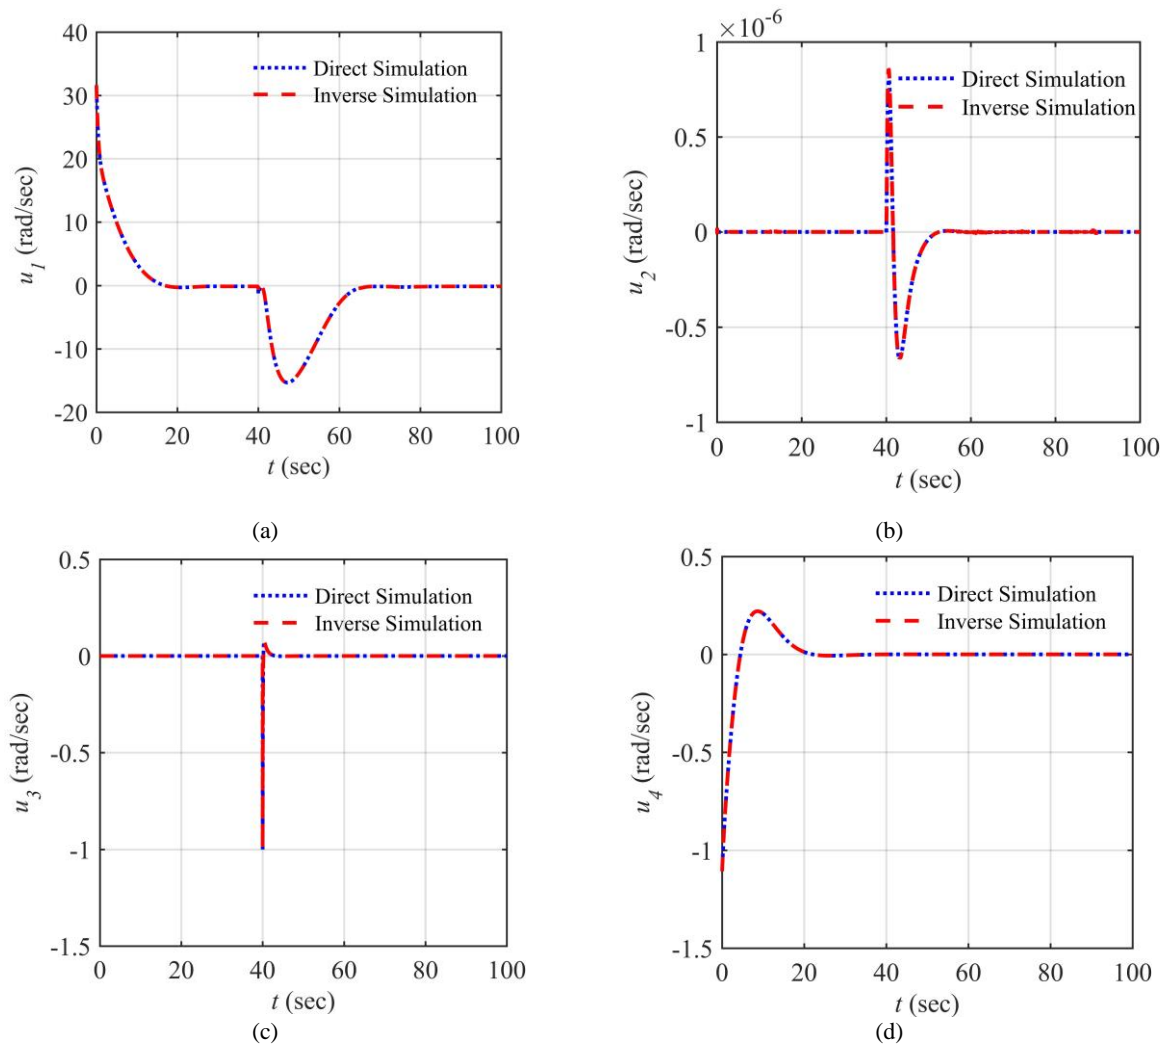 40
30
20
10
0
-10
-20
0 20 40 60 80 100
u1 (rad/sec)
t (sec)
Direct Simulation
Inverse Simulation
(a)
×10-6
1
0.5
0
-0.5
-1
0 20 40 60 80 100
u2 (rad/sec)
t (sec)
Direct Simulation
Inverse Simulation
(b)
0.5
0
-0.5
-1
-1.5
0 20 40 60 80 100
u3 (rad/sec)
t (sec)
Direct Simulation
Inverse Simulation
(c)
0.5
0
-0.5
-1
-1.5
0 20 40 60 80 100
u4 (rad/sec)
t (sec)
Direct Simulation
Inverse Simulation
(d)